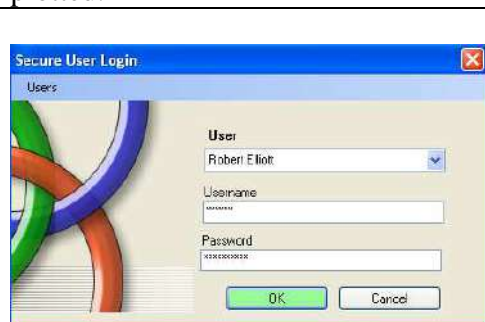 Secure User Login
Users
User
Robert Elliott
Username
*******
Password
**********
OK Cancel